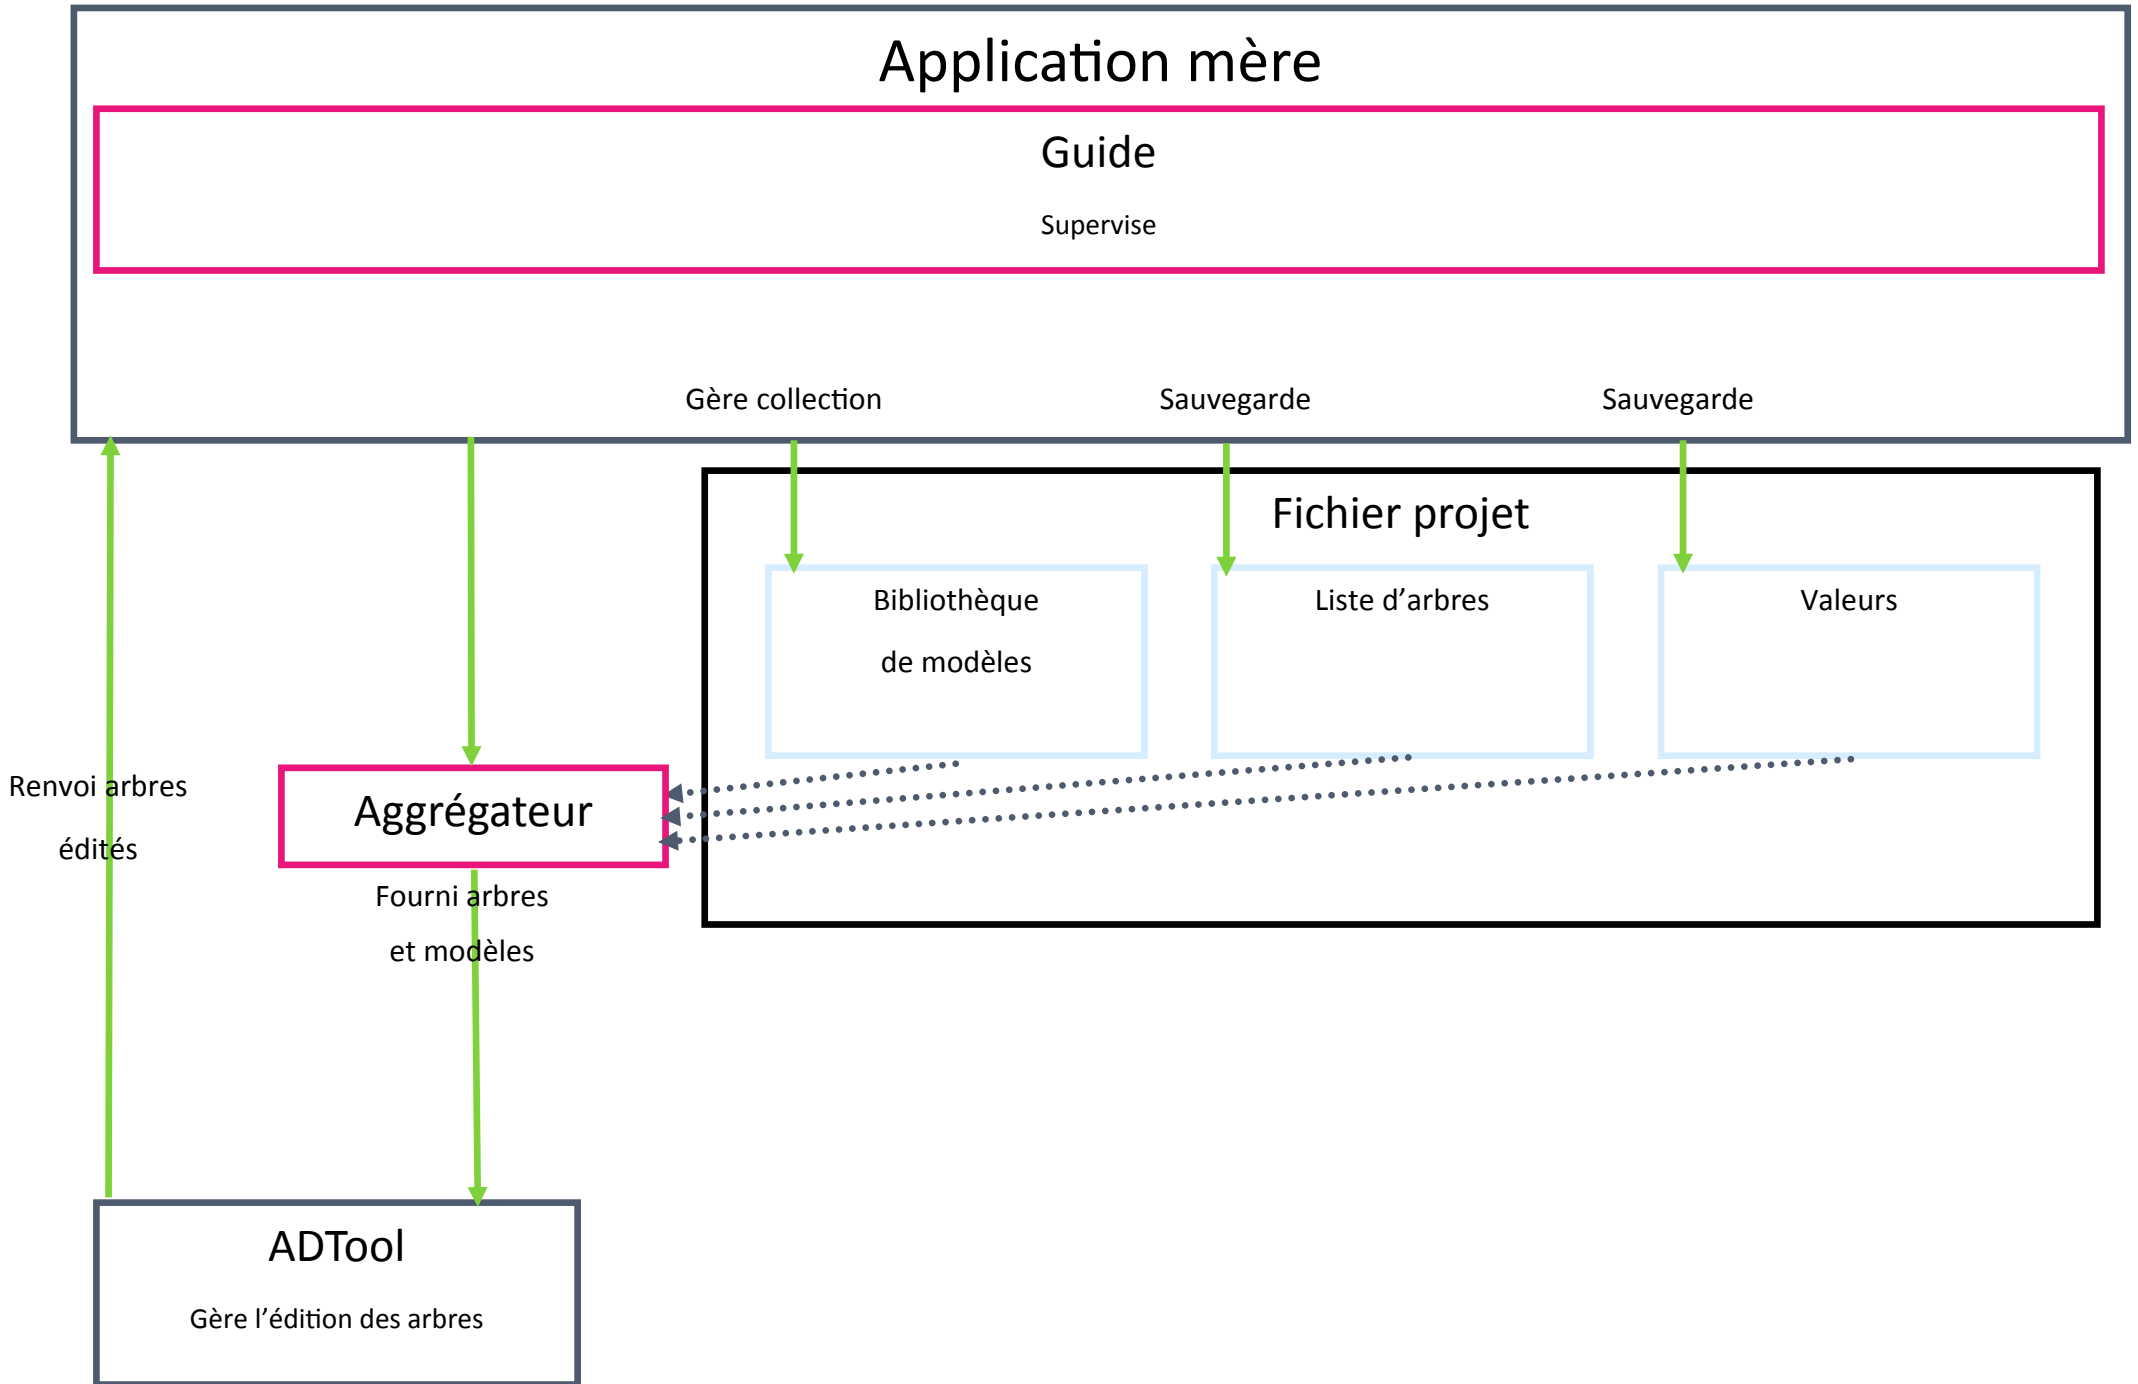 Application mère
Guide
Supervise
Gère collection
Sauvegarde
Sauvegarde
Fichier projet
Bibliothèque
de modèles
Liste d’arbres
Valeurs
Renvoi arbres
édités
Aggrégateur
Fourni arbres
et modèles
ADTool
Gère l’édition des arbres